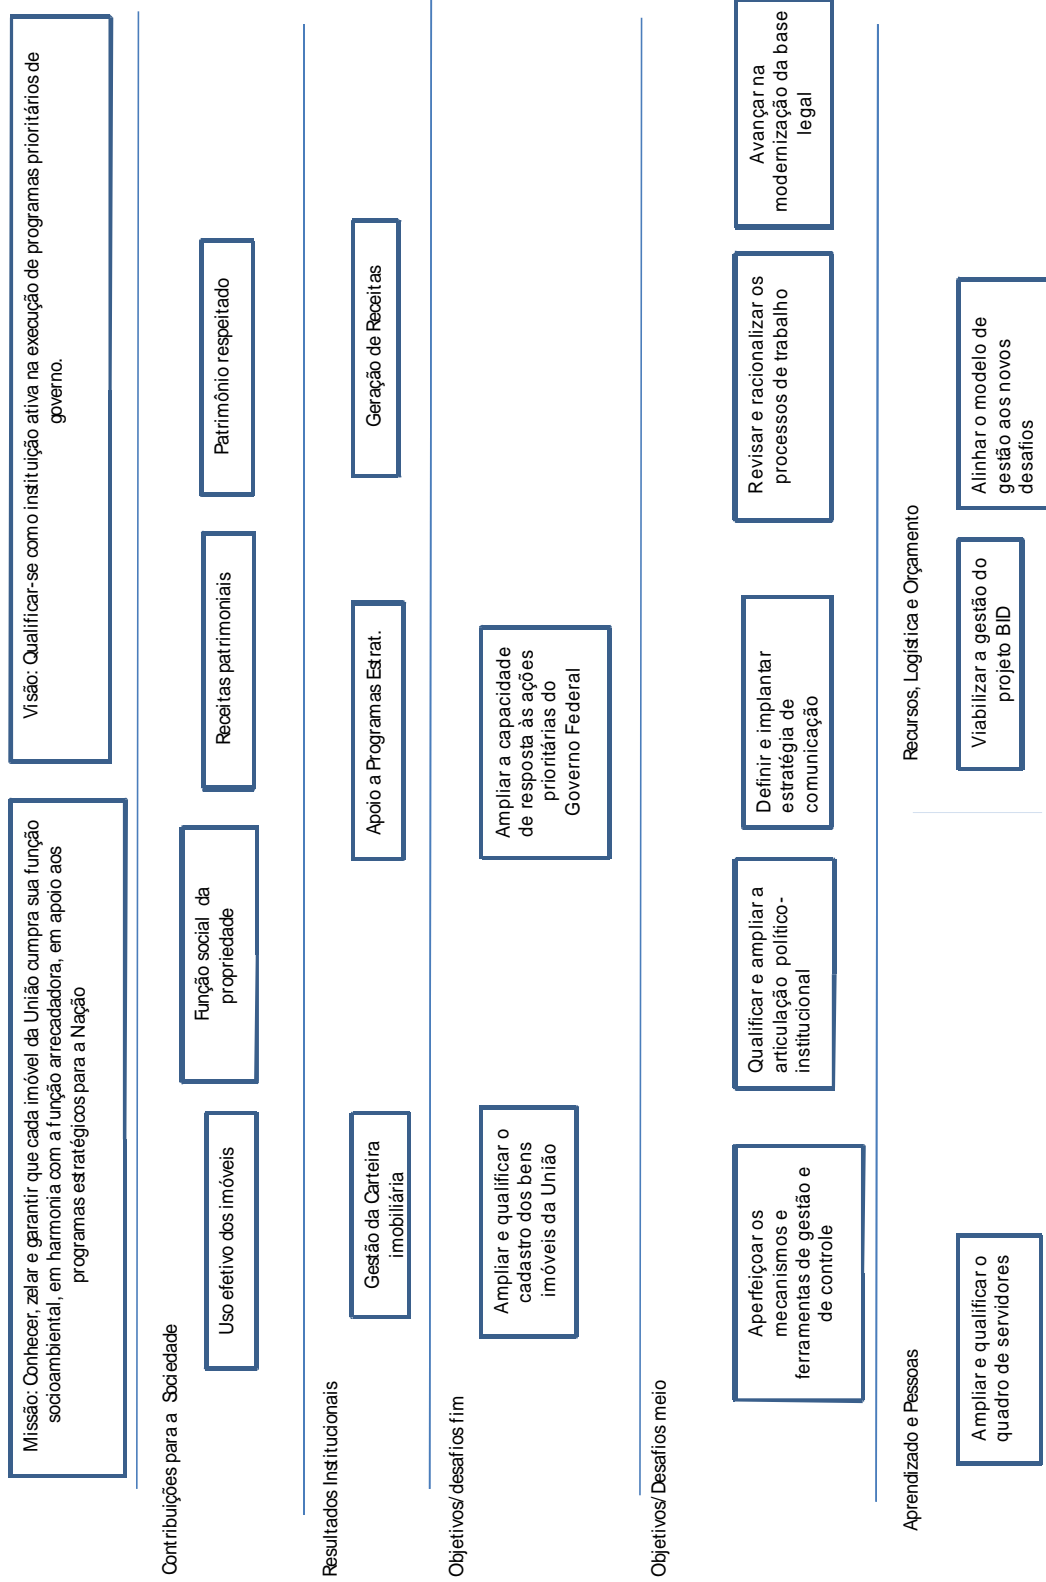 Missão: Conhecer, zelar e garantir que cada imóvel da União cumpra sua função
socioambiental, em harmonia com a função arrecadadora, em apoio aos
programas estratégicos para a Nação
Visão: Qualificar-se como instituição ativa na execução de programas prioritários de
governo.
Contribuições para a Sociedade
Uso efetivo dos imóveis
Função social da
propriedade
Receitas patrimoniais
Patrimônio respeitado
Resultados Institucionais
Gestão da Carteira
imobiliária
Apoio a Programas Estrat.
Geração de Receitas
Objetivos/desafios fim
Ampliar e qualificar o
cadastro dos bens
imóveis da União
Ampliar a capacidade
de resposta às ações
prioritárias do
Governo Federal
Objetivos/Desafios meio
Aperfeiçoar os
mecanismos e
ferramentas de gestão e
de controle
Qualificar e ampliar a
articulação político-
institucional
Definir e implantar
estratégia de
comunicação
Revisar e racionalizar os
processos de trabalho
Avançar na
modernização da base
legal
Aprendizado e Pessoas
Ampliar e qualificar o
quadro de servidores
Recursos, Logística e Orçamento
Viabilizar a gestão do
projeto BID
Alinhar o modelo de
gestão aos novos
desafios